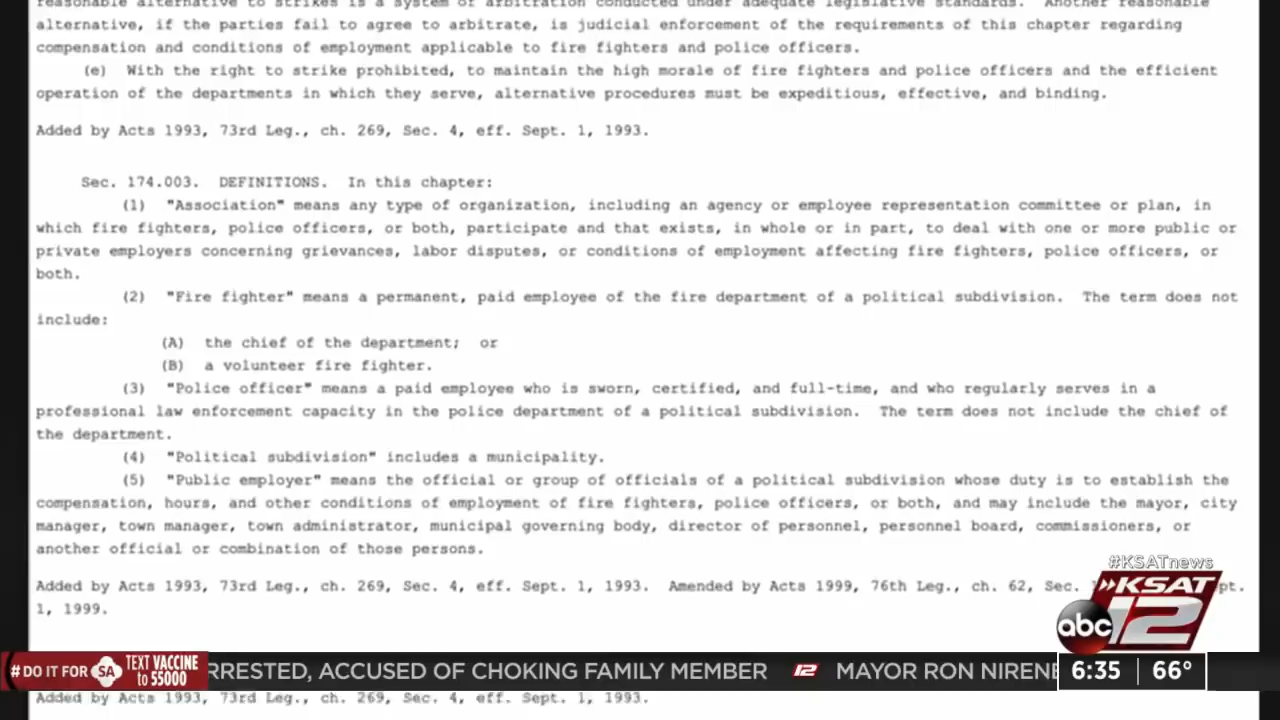 reasonable alternative to strikes is a system of arbitration conducted under adequate legislative standards.  Another reasonable
alternative, if the parties fail to agree to arbitrate, is judicial enforcement of the requirements of this chapter regarding
compensation and conditions of employment applicable to fire fighters and police officers.
(e)  With the right to strike prohibited, to maintain the high morale of fire fighters and police officers and the efficient
operation of the departments in which they serve, alternative procedures must be expeditious, effective, and binding.
Added by Acts 1993, 73rd Leg., ch. 269, Sec. 4, eff. Sept. 1, 1993.
Sec. 174.003.  DEFINITIONS.  In this chapter:
(1)  "Association" means any type of organization, including an agency or employee representation committee or plan, in
which fire fighters, police officers, or both, participate and that exists, in whole or in part, to deal with one or more public or
private employers concerning grievances, labor disputes, or conditions of employment affecting fire fighters, police officers, or
both.
(2)  "Fire fighter" means a permanent, paid employee of the fire department of a political subdivision.  The term does not
include:
(A)  the chief of the department;  or
(B)  a volunteer fire fighter.
(3)  "Police officer" means a paid employee who is sworn, certified, and full-time, and who regularly serves in a
professional law enforcement capacity in the police department of a political subdivision.  The term does not include the chief of
the department.
(4)  "Political subdivision" includes a municipality.
(5)  "Public employer" means the official or group of officials of a political subdivision whose duty is to establish the
compensation, hours, and other conditions of employment of fire fighters, police officers, or both, and may include the mayor, city
manager, town manager, town administrator, municipal governing body, director of personnel, personnel board, commissioners, or
another official or combination of those persons.
#KSATnews
Added by Acts 1993, 73rd Leg., ch. 269, Sec. 4, eff. Sept. 1, 1993.  Amended by Acts 1999, 76th Leg., ch. 62, Sec. pt.
1, 1999.
KSAT
abc 12
#DO IT FOR SA TEXT VACCINE to 55000
RRESTED, ACCUSED OF CHOKING FAMILY MEMBER 12 MAYOR RON NIRENE
6:35 66°
Added by Acts 1993, 73rd Leg., ch. 269, Sec. 4, eff. Sept. 1, 1993.